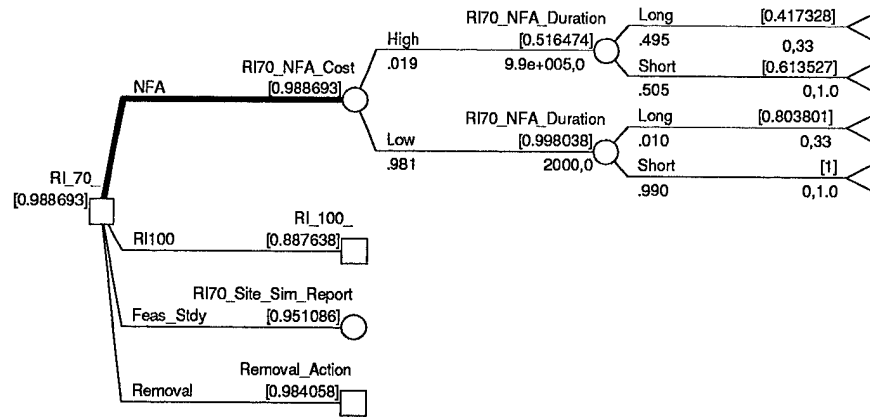 RI70_NFA_Duration Long [0.417328]
High [0.516474] .495 0,33
RI70_NFA_Cost .019 9.9e+005,0 Short [0.613527]
NFA [0.988693] .505 0,1.0
RI70_NFA_Duration Long [0.803801]
Low [0.998038] .010 0,33
.981 2000,0 Short [1]
RI_70_ .990 0,1.0
[0.988693]
RI_100_
RI100 [0.887638]
RI70_Site_Sim_Report
Feas_Stdy [0.951086]
Removal_Action
Removal [0.984058]